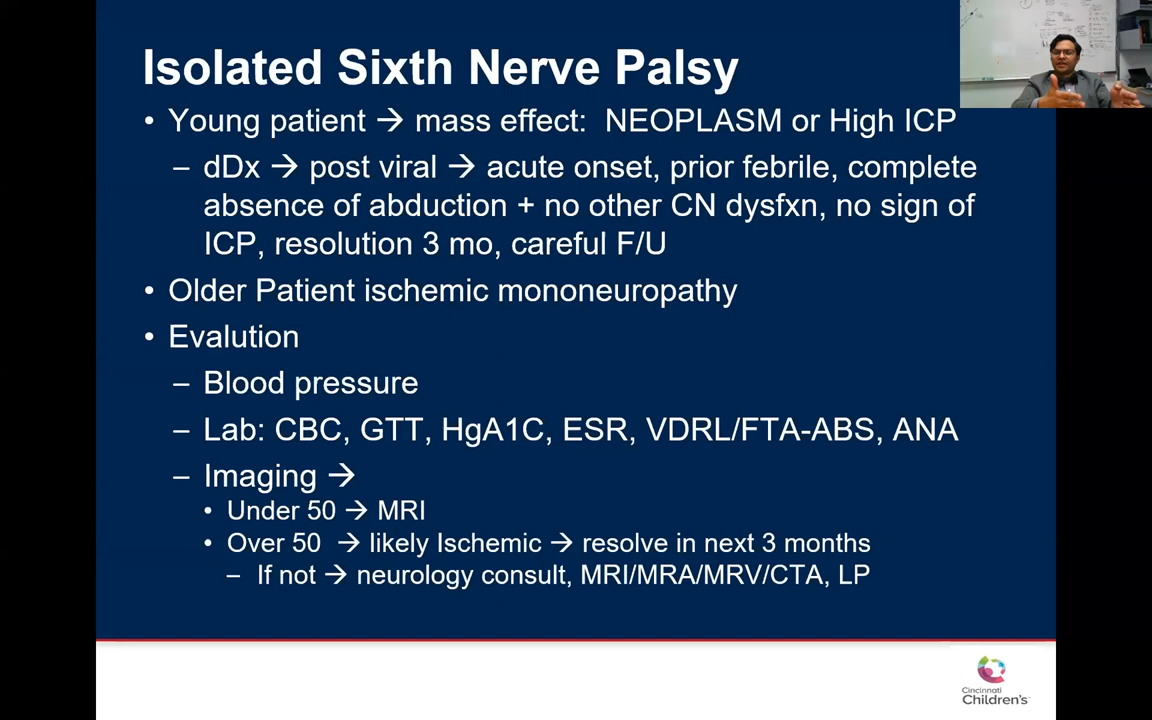 Isolated Sixth Nerve Palsy
• Young patient → mass effect: NEOPLASM or High ICP
– dDx → post viral → acute onset, prior febrile, complete
absence of abduction + no other CN dysfxn, no sign of
ICP, resolution 3 mo, careful F/U
• Older Patient ischemic mononeuropathy
• Evalution
– Blood pressure
– Lab: CBC, GTT, HgA1C, ESR, VDRL/FTA-ABS, ANA
– Imaging →
• Under 50 → MRI
• Over 50 → likely Ischemic → resolve in next 3 months
– If not → neurology consult, MRI/MRA/MRV/CTA, LP
Cincinnati
Children's